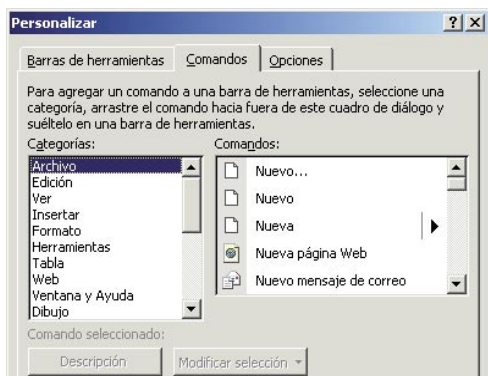 Personalizar
Barras de herramientas Comandos Opciones
Para agregar un comando a una barra de herramientas, seleccione una
categoría, arrastre el comando hacia fuera de este cuadro de diálogo y
suéltelo en una barra de herramientas.
Categorías: Comandos:
Archivo Nuevo...
Edición
Ver Nuevo
Insertar
Formato Nueva
Herramientas
Tabla Nueva página Web
Web
Ventana y Ayuda Nuevo mensaje de correo
Dibujo
Comando seleccionado:
Descripción Modificar selección